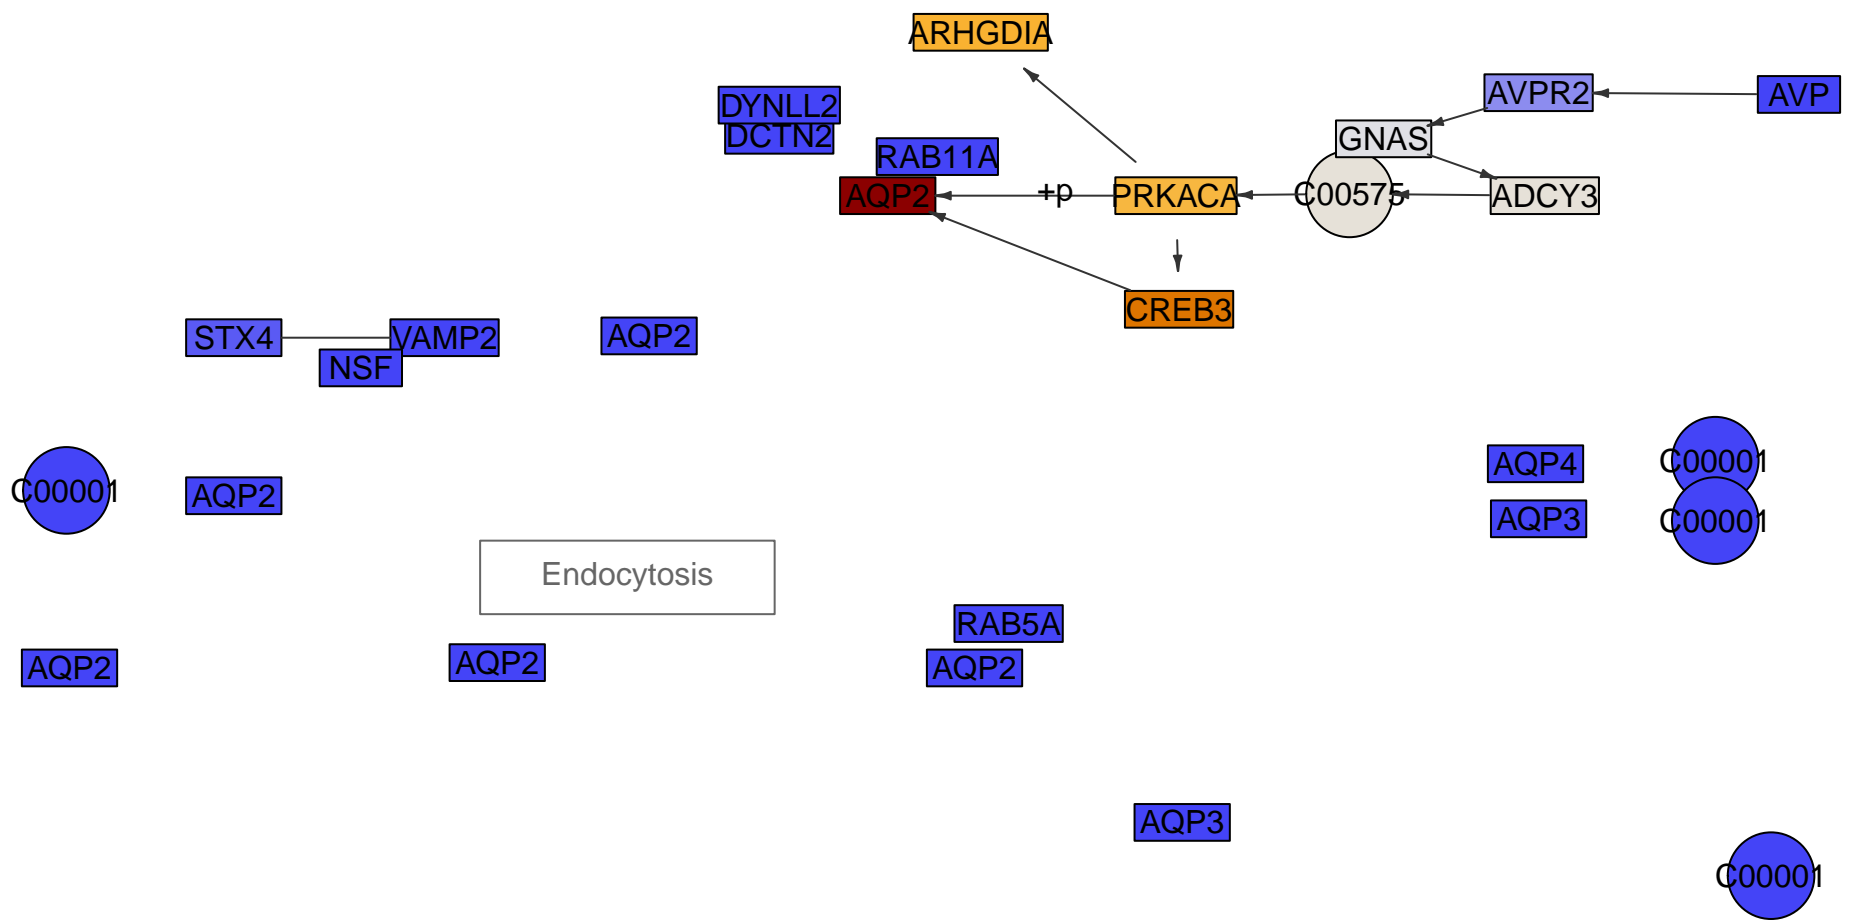 ARHGDIA
DYNLL2
AVPR2
AVP
DCTN2
GNAS
RAB11A
AQP2
+p
PRKACA
C00575
ADCY3
CREB3
STX4
VAMP2
AQP2
NSF
C00001
AQP2
AQP4
C00001
AQP3
C00001
Endocytosis
RAB5A
AQP2
AQP2
AQP2
AQP3
C00001